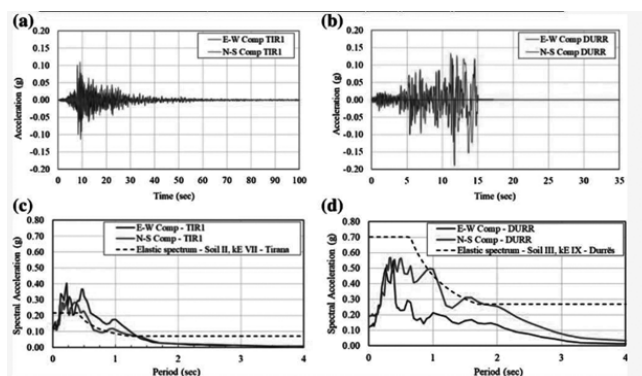 (a)
0.20
0.15
0.10
0.05
0.00
-0.05
-0.10
-0.15
0.20
Acceleration (g)
E-W Comp TIR1
N-S Comp TIR1
0 10 20 30 40 50 60 70 80 90 100
Time (sec)
(b)
0.20
0.15
0.10
0.05
0.00
-0.05
-0.10
-0.15
0.20
Acceleration (g)
E-W Comp DURR
N-S Comp DURR
0 5 10 15 20 25 30 35
Time (sec)
(c)
0.80
0.70
0.60
0.50
0.40
0.30
0.20
0.10
0.00
Spectral Acceleration (g)
E-W Comp - TIR1
N-S Comp - TIR1
Elastic spectrum - Soil II, kE VII - Tirana
0 1 2 3 4
Period (sec)
(d)
0.80
0.70
0.60
0.50
0.40
0.30
0.20
0.10
0.00
Spectral Acceleration (g)
E-W Comp - DURR
N-S Comp - DURR
Elastic spectrum - Soil III, kE IX - Durrës
0 1 2 3 4
Period (sec)